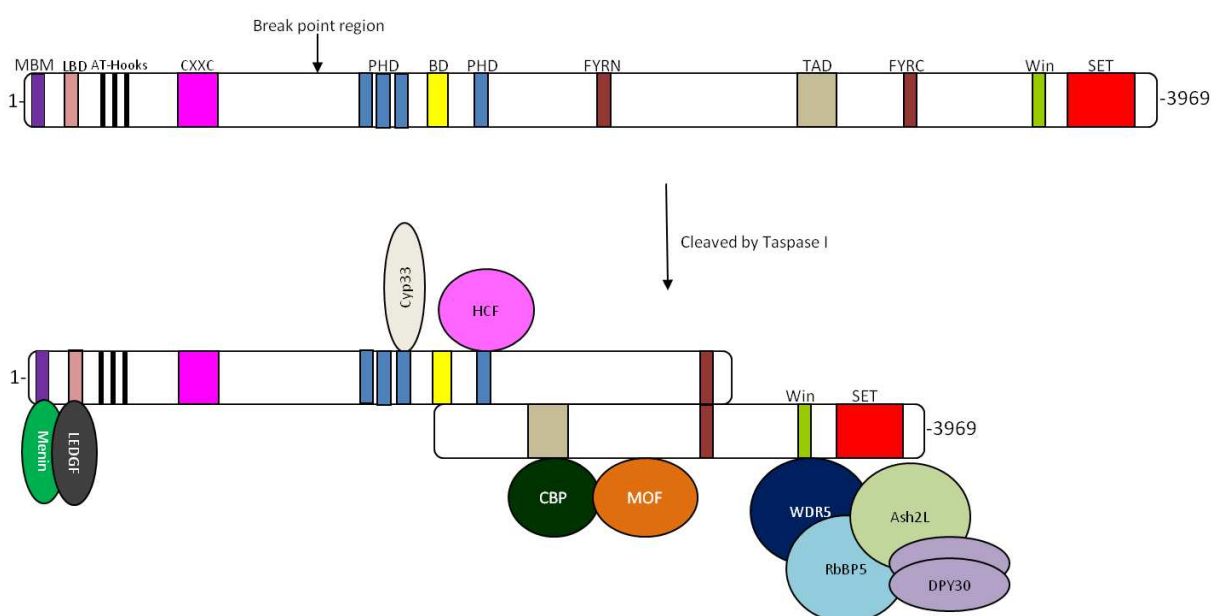 Break point region
MBM LBD AT-Hooks CXXC PHD BD PHD FYRN TAD FYRC Win SET
1- -3969
Cleaved by Taspase I
Cyp33
HCF
1-
Win SET
-3969
Menin
LEDGF
CBP MOF
WDR5 Ash2L
RbBP5 DPY30